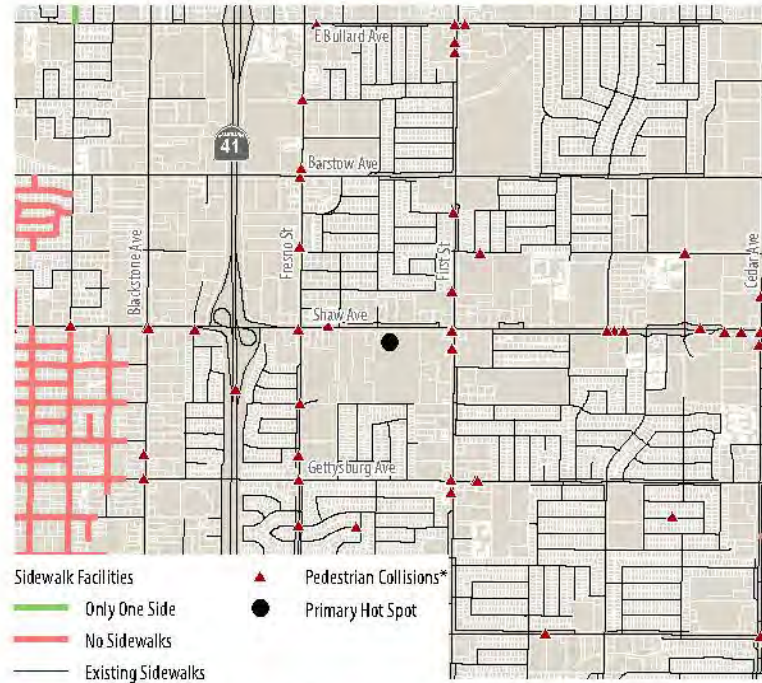 E Bullard Ave
41
Barstow Ave
Fresno St
First St
Blackstone Ave
Cedar Ave
Shaw Ave
Gettysburg Ave
Sidewalk Facilities
Only One Side
No Sidewalks
Existing Sidewalks
Pedestrian Collisions*
Primary Hot Spot